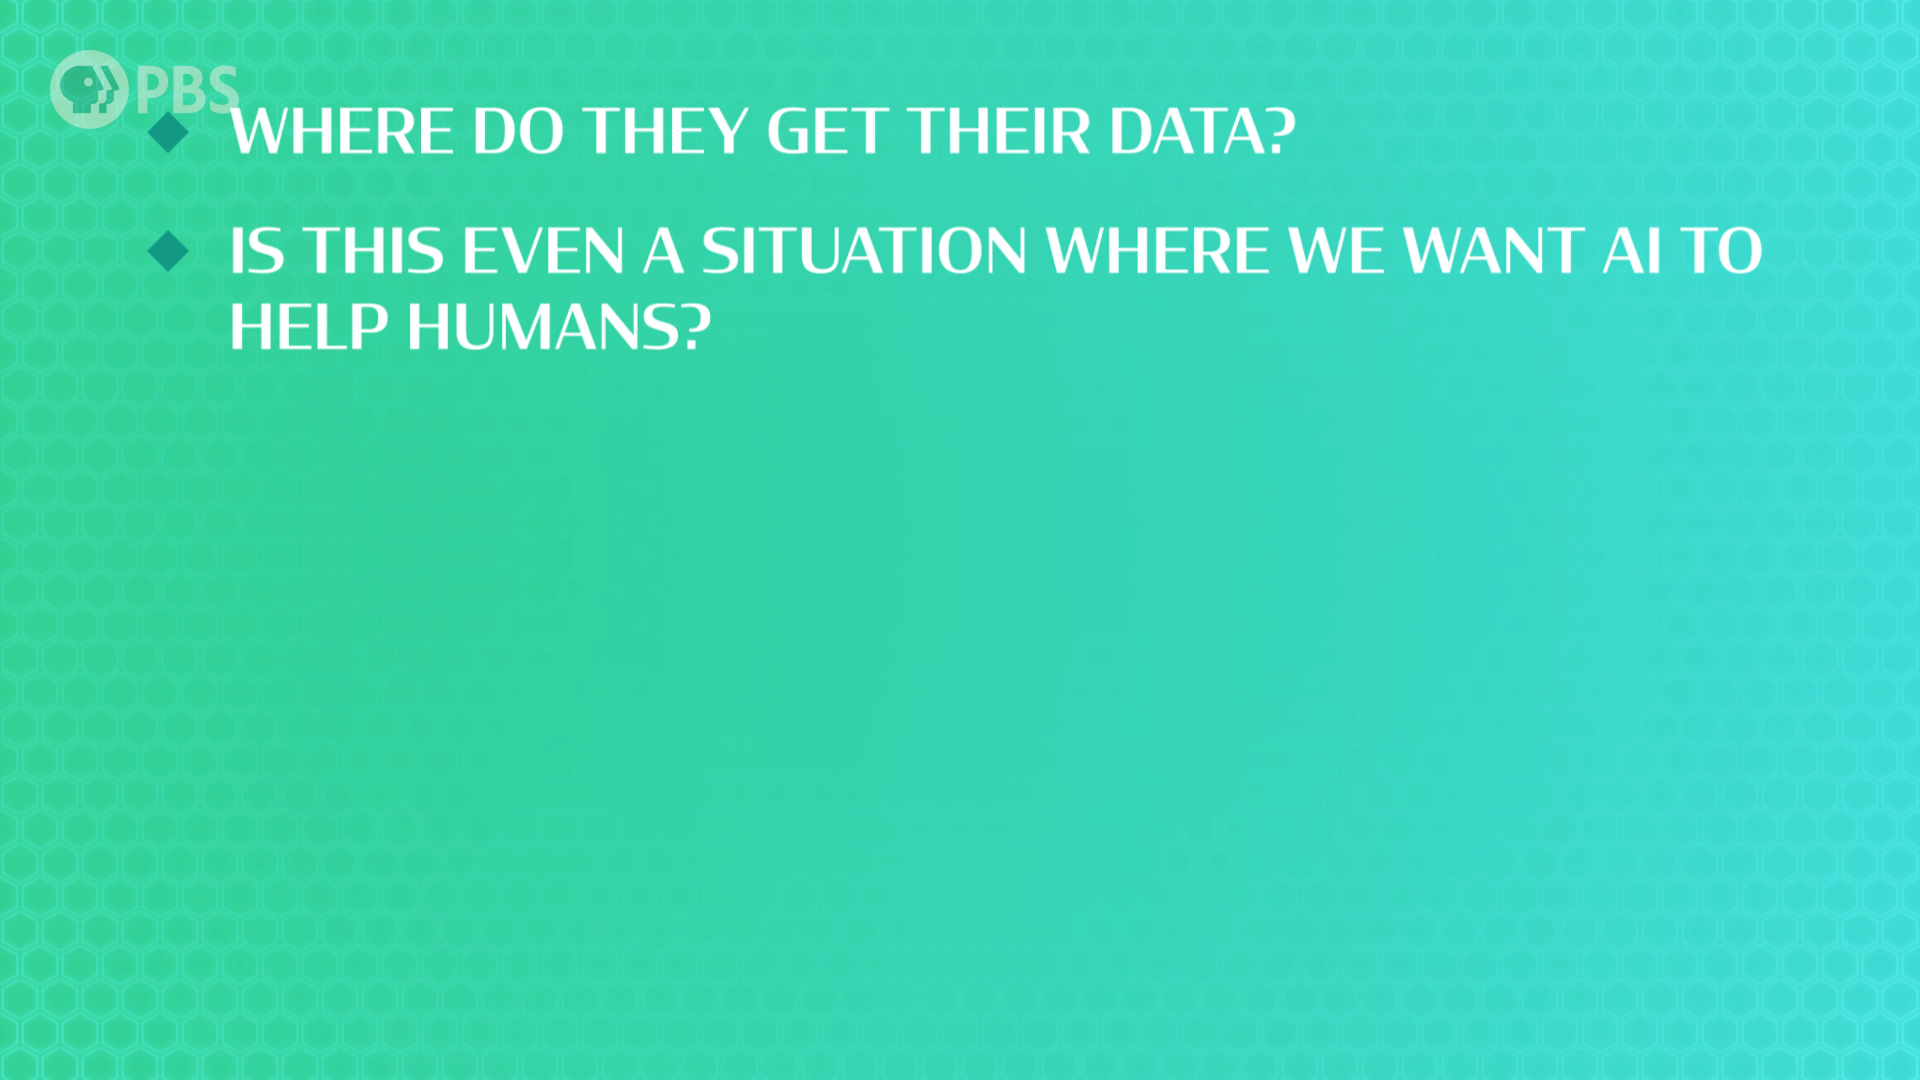 PBS
WHERE DO THEY GET THEIR DATA?
IS THIS EVEN A SITUATION WHERE WE WANT AI TO
HELP HUMANS?